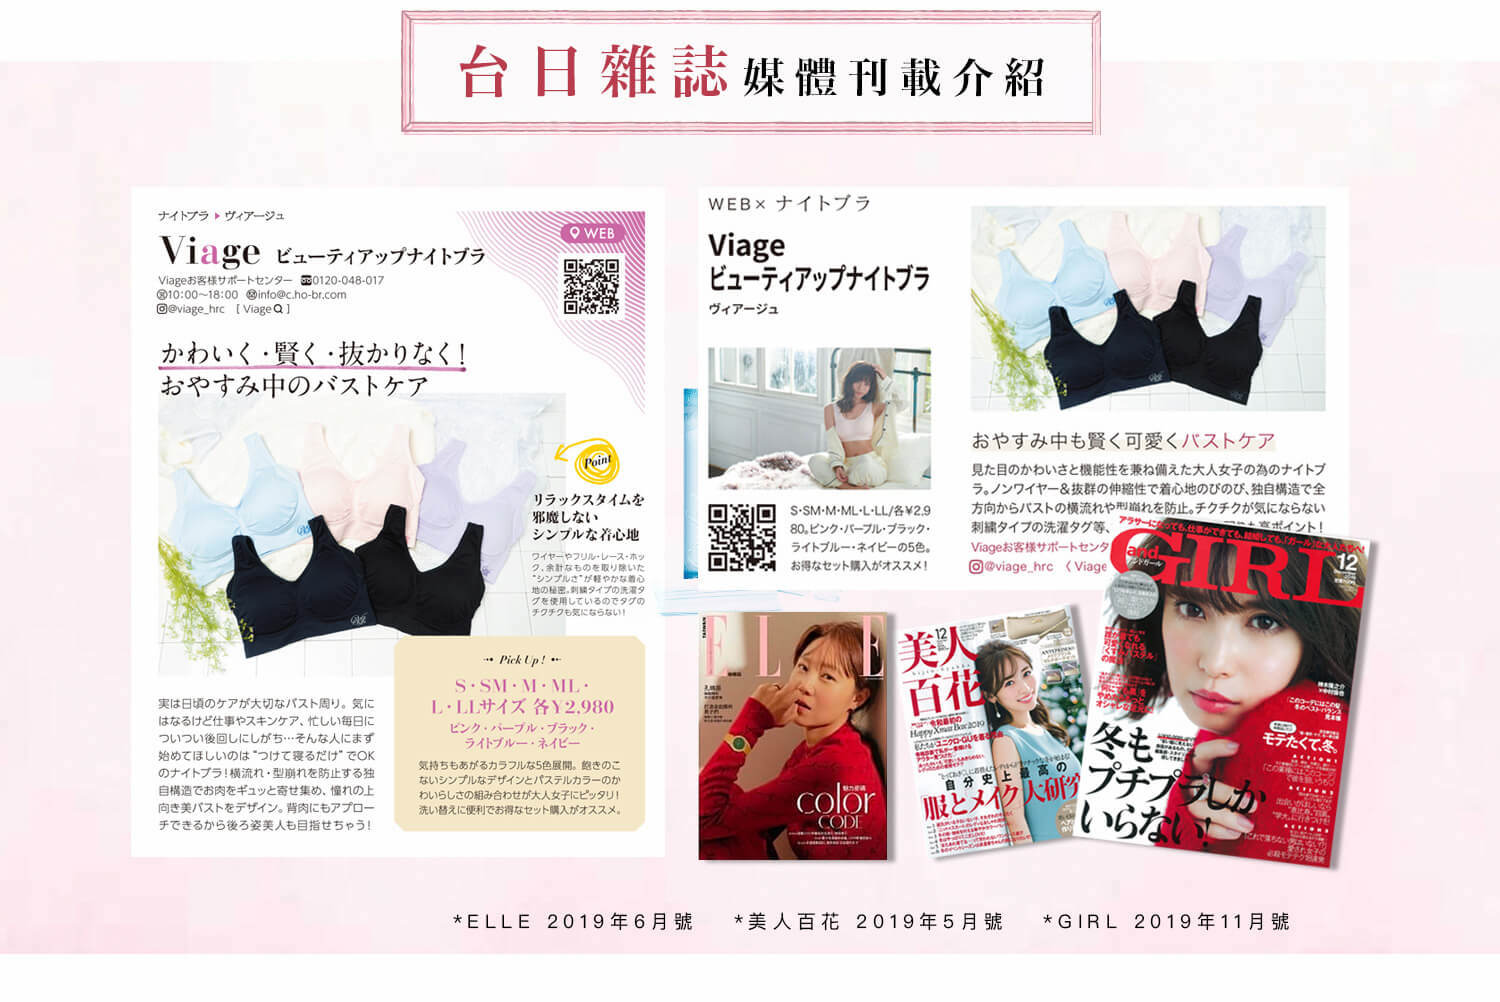 台日雜誌媒體刊載介紹
ナイトブラ ▶ ヴィアージュ
Viage ビューティアップナイトブラ
Viageお客様サポートセンター 0120-048-017
10:00〜18:00 info@c.ho-br.com
@viage_hrc [ Viage ]
WEB
かわいく・賢く・抜かりなく!
おやすみ中のバストケア
Point
リラックスタイムを
邪魔しない
シンプルな着心地
ワイヤーやフリル・レース・ホッ
ク、余計なものを取り除いた
“シンプルさ”が軽やかな着心
地の秘密。刺繍タイプの洗濯タ
グを使用しているのでタグの
チクチクも気にならない!
実は日頃のケアが大切なバスト周り。気に
はなるけど仕事やスキンケア、忙しい毎日に
ついつい後回しにしがち…そんな人にまず
始めてほしいのは“つけて寝るだけ”でOK
のナイトブラ!横流れ・型崩れを防止する独
自構造でお肉をギュッと寄せ集め、憧れの上
向き美バストをデザイン。背肉にもアプロー
チできるから後ろ姿美人も目指せちゃう!
Pick Up!
S・SM・M・ML・
L・LLサイズ 各¥2,980
ピンク・パープル・ブラック・
ライトブルー・ネイビー
気持ちもあがるカラフルな5色展開。飽きのこ
ないシンプルなデザインとパステルカラーのか
わいらしさの組み合わせが大人女子にピッタリ!
洗い替えに便利でお得なセット購入がオススメ。
WEB× ナイトブラ
Viage
ビューティアップナイトブラ
ヴィアージュ
S・SM・M・ML・L・LL/各¥2,9
80。ピンク・パープル・ブラック・
ライトブルー・ネイビーの5色。
お得なセット購入がオススメ!
おやすみ中も賢く可愛くバストケア
見た目のかわいさと機能性を兼ね備えた大人女子の為のナイトブ
ラ。ノンワイヤー&抜群の伸縮性で着心地のびのび、独自構造で全
方向からバストの横流れや型崩れを防止。チクチクが気にならない
刺繍タイプの洗濯タグ等、
Viageお客様サポートセンタ
@viage_hrc 〈 Viage
ELLE
TAIWAN
孔曉振
魅力密碼
color
CODE
美人
百花
12
令和最初の
Happy Xmas Box 2019
自分史上最高の
「服とメイク」大研究
and GIRL
アンドガール
12
モテたくて、冬。
冬も
プチプラしか
いらない!
*ELLE 2019年6月號 *美人百花 2019年5月號 *GIRL 2019年11月號